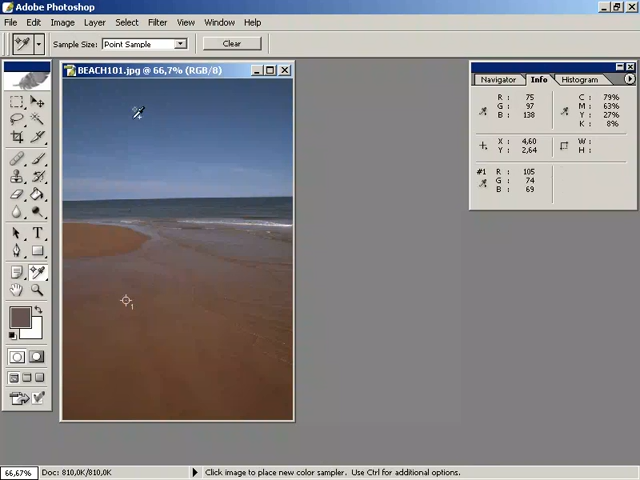 Adobe Photoshop
File Edit Image Layer Select Filter View Window Help
Sample Size: Point Sample Clear
BEACH101.jpg @ 66,7% (RGB/8)
Navigator Info Histogram
R : 75 C : 79%
G : 97 M : 63%
B : 138 Y : 27%
K : 8%
X : 4,60 W :
Y : 2,64 H :
#1 R : 105
G : 74
B : 69
T
1
66,67% Doc: 810,0K/810,0K Click image to place new color sampler. Use Ctrl for additional options.